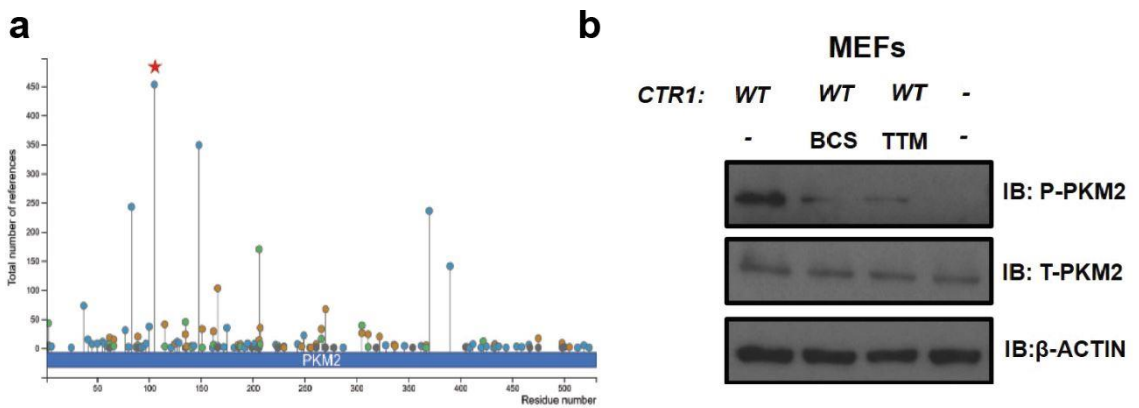 a
Total number of references
450
400
350
300
250
200
150
100
50
0
PKM2
50 100 150 200 250 300 350 400 450 500
Residue number
b
MEFs
CTR1: WT WT WT -
- BCS TTM -
IB: P-PKM2
IB: T-PKM2
IB:β-ACTIN